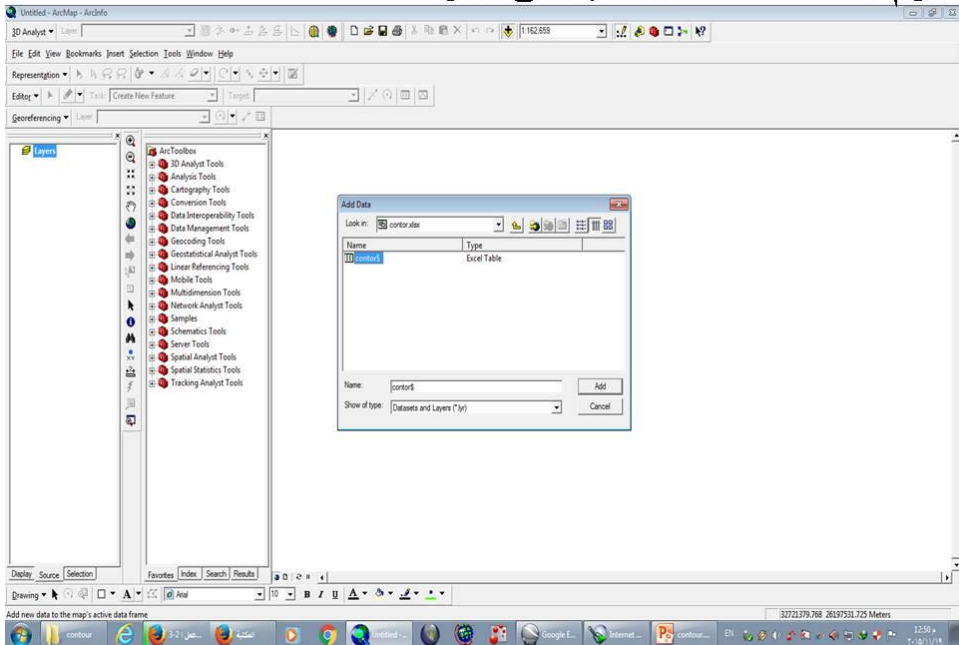 Untitled - ArcMap - ArcInfo
3D Analyst Layer:
1:162,659
File Edit View Bookmarks Insert Selection Tools Window Help
Representation
Editor Task: Create New Feature Target:
Georeferencing Layer:
Layers
ArcToolbox
3D Analyst Tools
Analysis Tools
Cartography Tools
Conversion Tools
Data Interoperability Tools
Data Management Tools
Geocoding Tools
Geostatistical Analyst Tools
Linear Referencing Tools
Mobile Tools
Multidimension Tools
Network Analyst Tools
Samples
Schematics Tools
Server Tools
Spatial Analyst Tools
Spatial Statistics Tools
Tracking Analyst Tools
Add Data
Look in: contor.xlsx
Name Type
contor$ Excel Table
Name: contor$ Add
Show of type: Datasets and Layers (*.lyr) Cancel
Display Source Selection
Favorites Index Search Results
Drawing A Arial 10 B I U A
Add new data to the map's active data frame
32721379.768 26197531.725 Meters
contour
Untitled -...
Google E...
Internet ...
contour...
EN
12:50 م